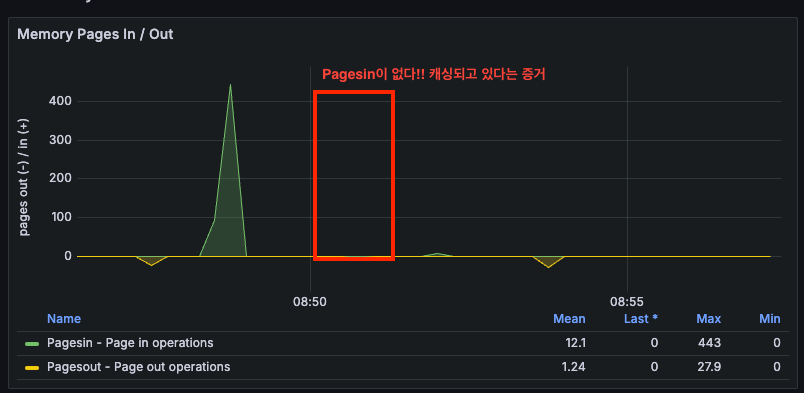 Memory Pages In / Out
Pagesin이 없다!! 캐싱되고 있다는 증거
pages out (-) / in (+)
400
300
200
100
0
08:50
08:55
Name Mean Last * Max Min
Pagesin - Page in operations 12.1 0 443 0
Pagesout - Page out operations 1.24 0 27.9 0